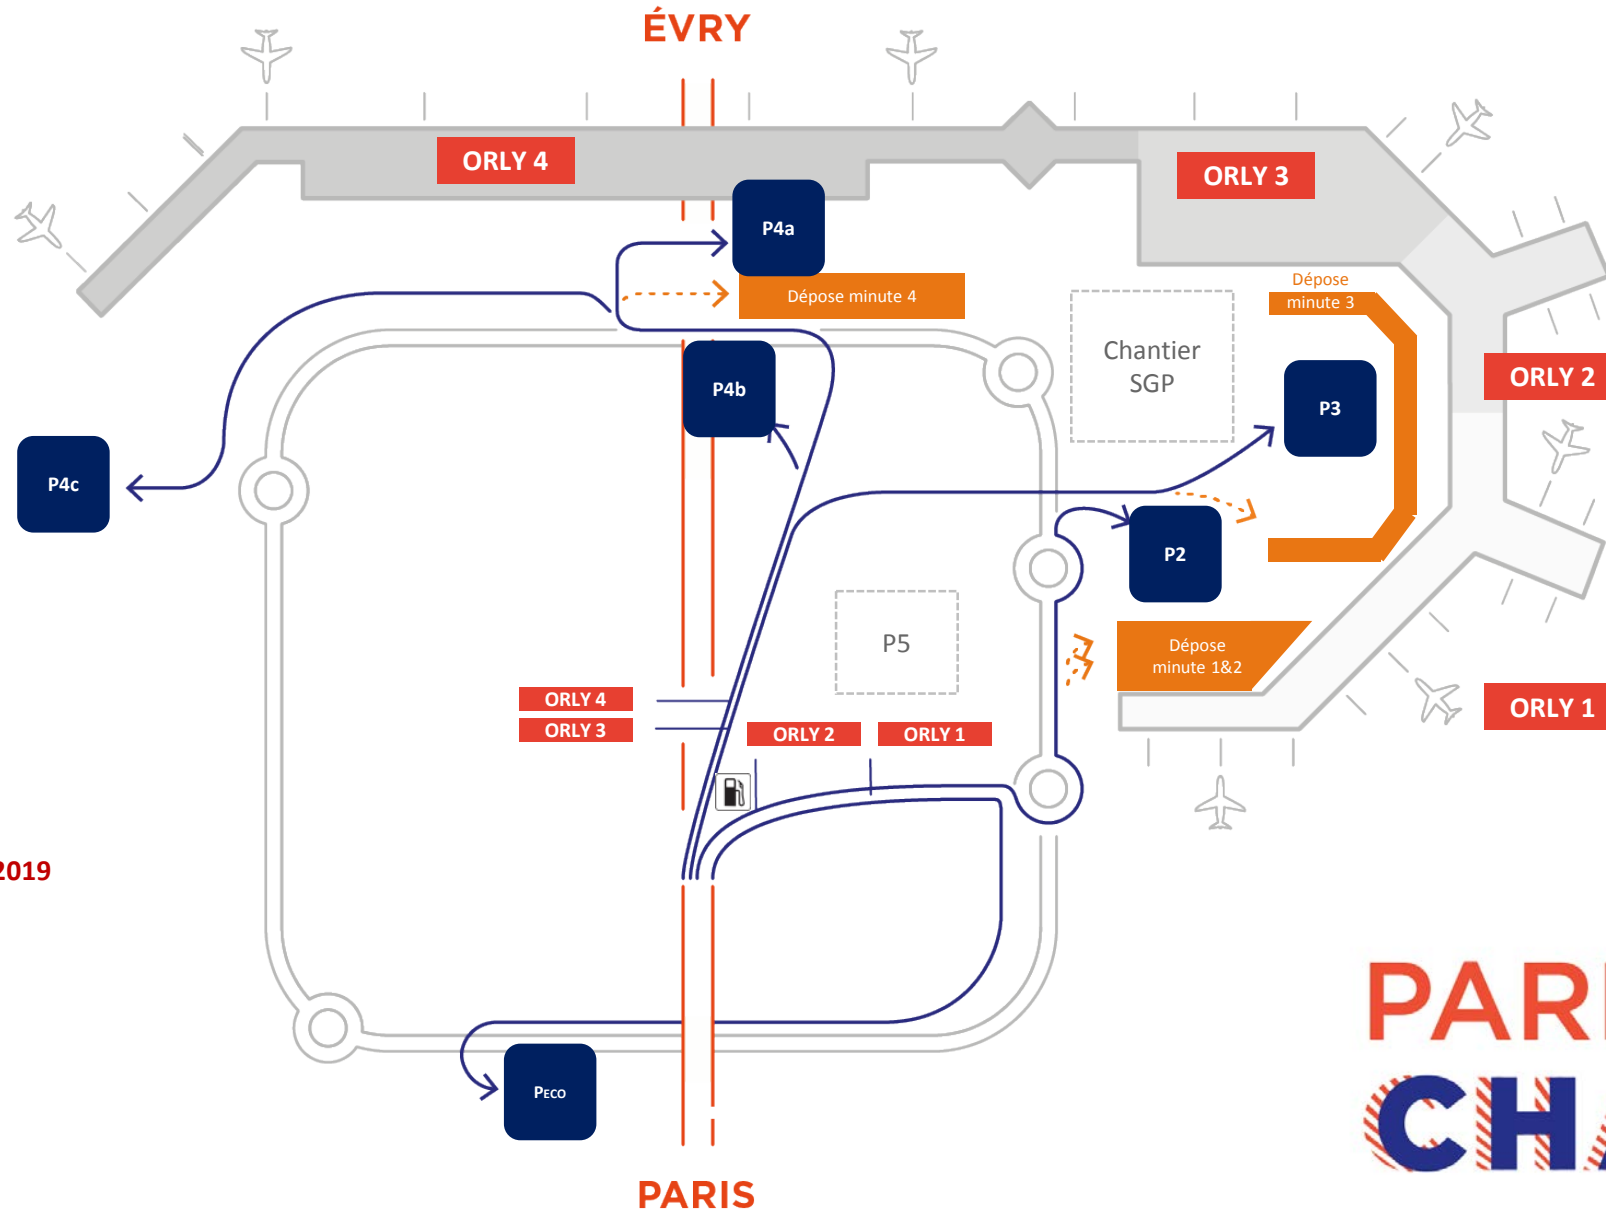 ÉVRY
ORLY 4
ORLY 3
P4a
Dépose
minute 3
Dépose minute 4
Chantier
SGP
ORLY 2
P4b
P3
P4c
P2
P5
Dépose
minute 1&2
ORLY 4
ORLY 3
ORLY 2
ORLY 1
ORLY 1
2019
PECO
PARIS